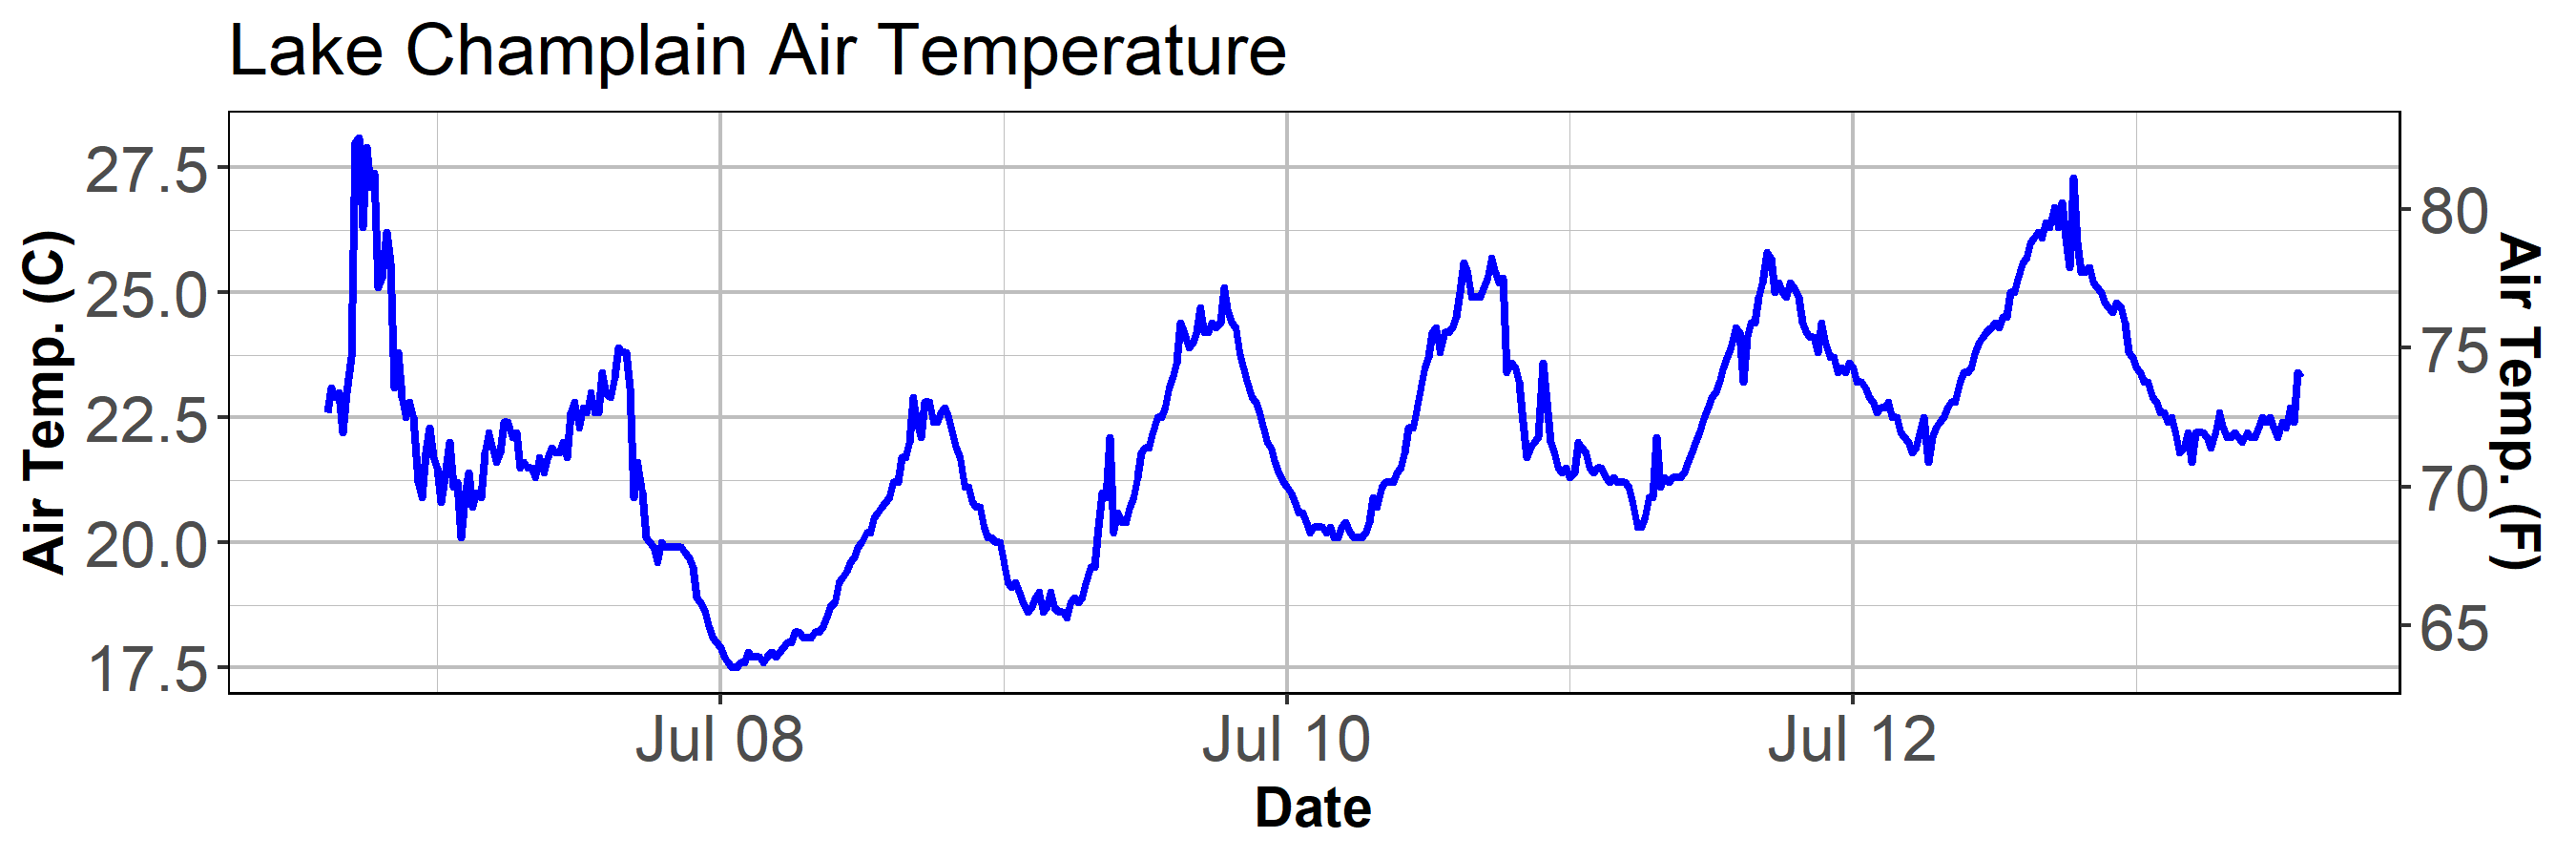 Lake Champlain Air Temperature
Air Temp. (C)
27.5
25.0
22.5
20.0
17.5
80
75
70
65
Air Temp. (F)
Jul 08 Jul 10 Jul 12
Date